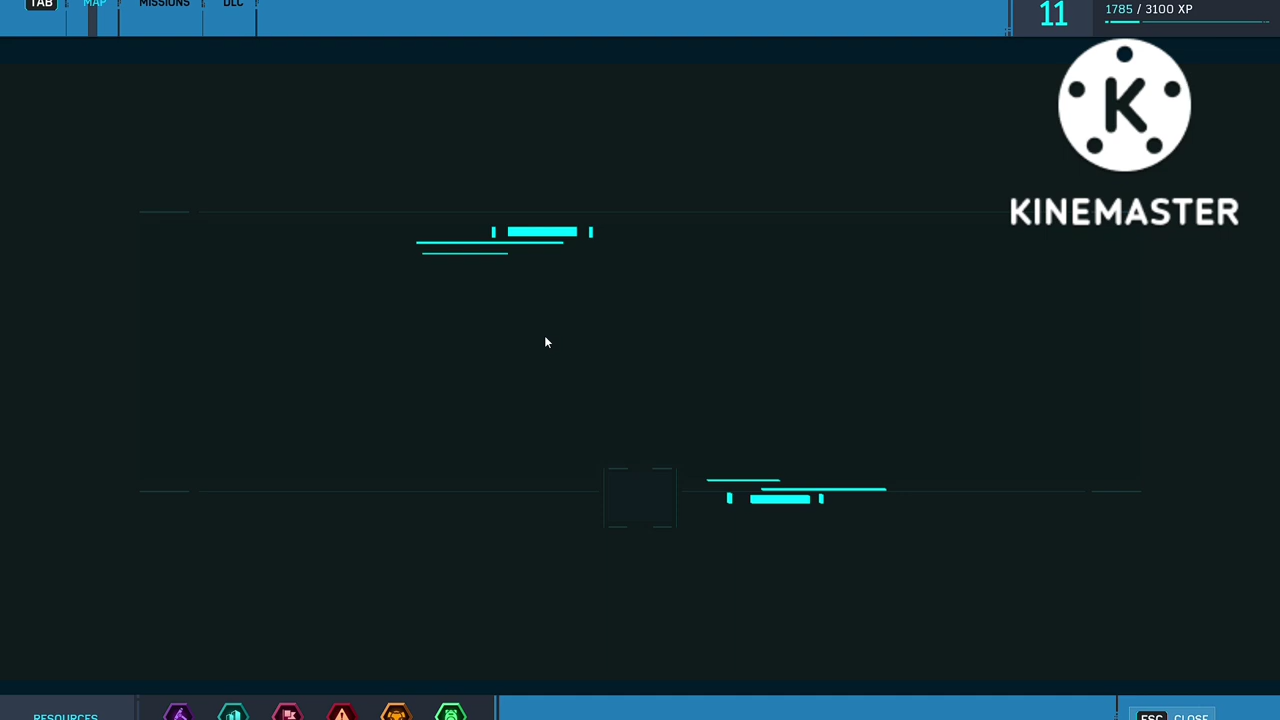 TAB MAP MISSIONS DLC 11 1785 / 3100 XP
K
KINEMASTER
RESOURCES ESC CLOSE